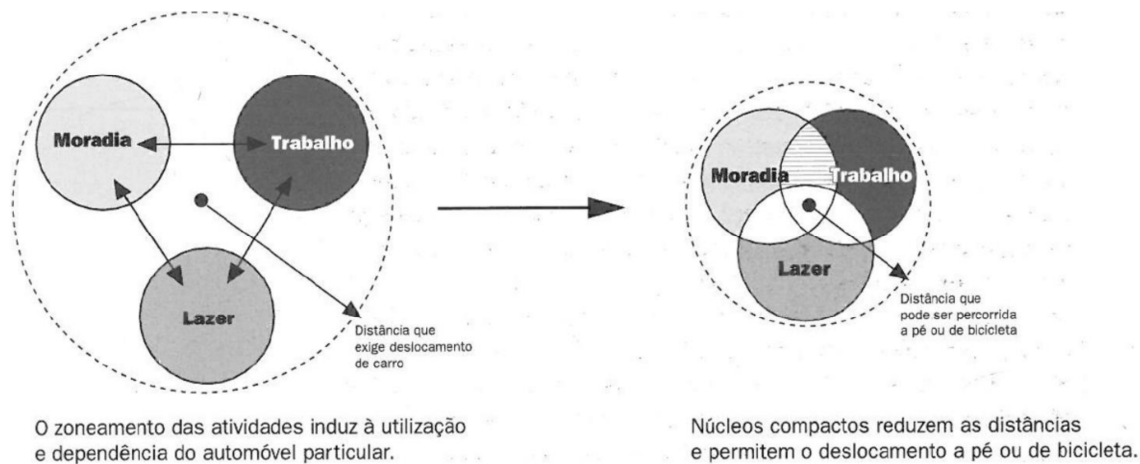 Moradia
Trabalho
Lazer
Distância que
exige deslocamento
de carro
O zoneamento das atividades induz à utilização
e dependência do automóvel particular.
Moradia
Trabalho
Lazer
Distância que
pode ser percorrida
a pé ou de bicicleta
Núcleos compactos reduzem as distâncias
e permitem o deslocamento a pé ou de bicicleta.